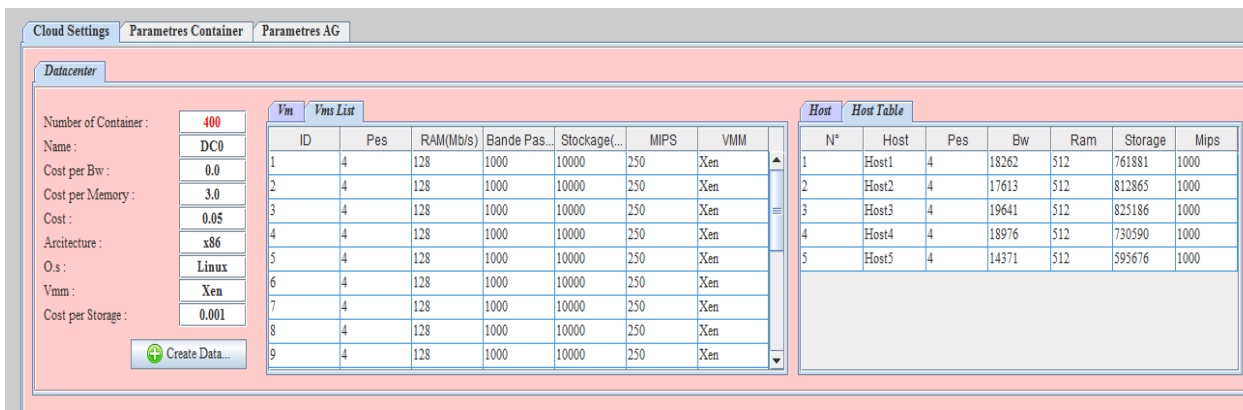 Cloud Settings Parametres Container Parametres AG
Datacenter
Number of Container : 400
Name : DC0
Cost per Bw : 0.0
Cost per Memory : 3.0
Cost : 0.05
Arcitecture : x86
O.s : Linux
Vmm : Xen
Cost per Storage : 0.001
Create Data...
Vm Vms List
ID Pes RAM(Mb/s) Bande Pas... Stockage(... MIPS VMM
1 4 128 1000 10000 250 Xen
2 4 128 1000 10000 250 Xen
3 4 128 1000 10000 250 Xen
4 4 128 1000 10000 250 Xen
5 4 128 1000 10000 250 Xen
6 4 128 1000 10000 250 Xen
7 4 128 1000 10000 250 Xen
8 4 128 1000 10000 250 Xen
9 4 128 1000 10000 250 Xen
Host Host Table
N° Host Pes Bw Ram Storage Mips
1 Host1 4 18262 512 761881 1000
2 Host2 4 17613 512 812865 1000
3 Host3 4 19641 512 825186 1000
4 Host4 4 18976 512 730590 1000
5 Host5 4 14371 512 595676 1000